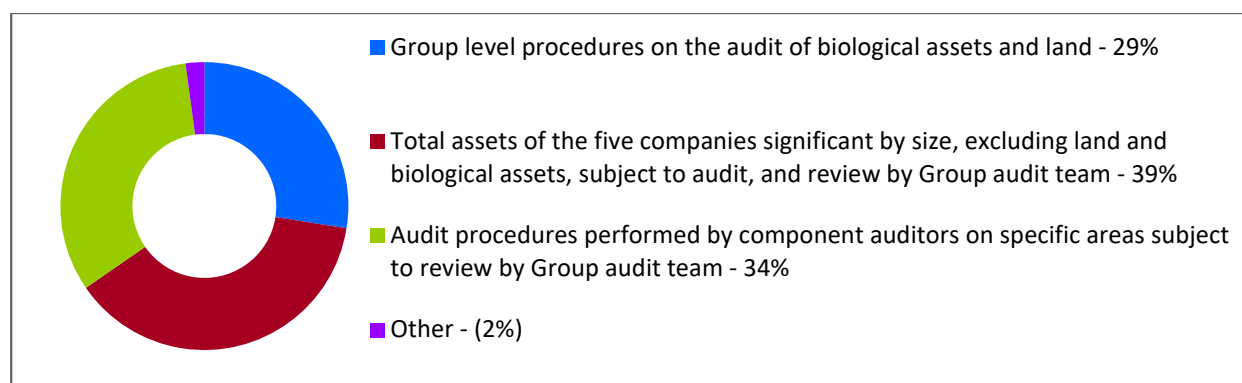 Group level procedures on the audit of biological assets and land - 29%
Total assets of the five companies significant by size, excluding land and
biological assets, subject to audit, and review by Group audit team - 39%
Audit procedures performed by component auditors on specific areas subject
to review by Group audit team - 34%
Other - (2%)